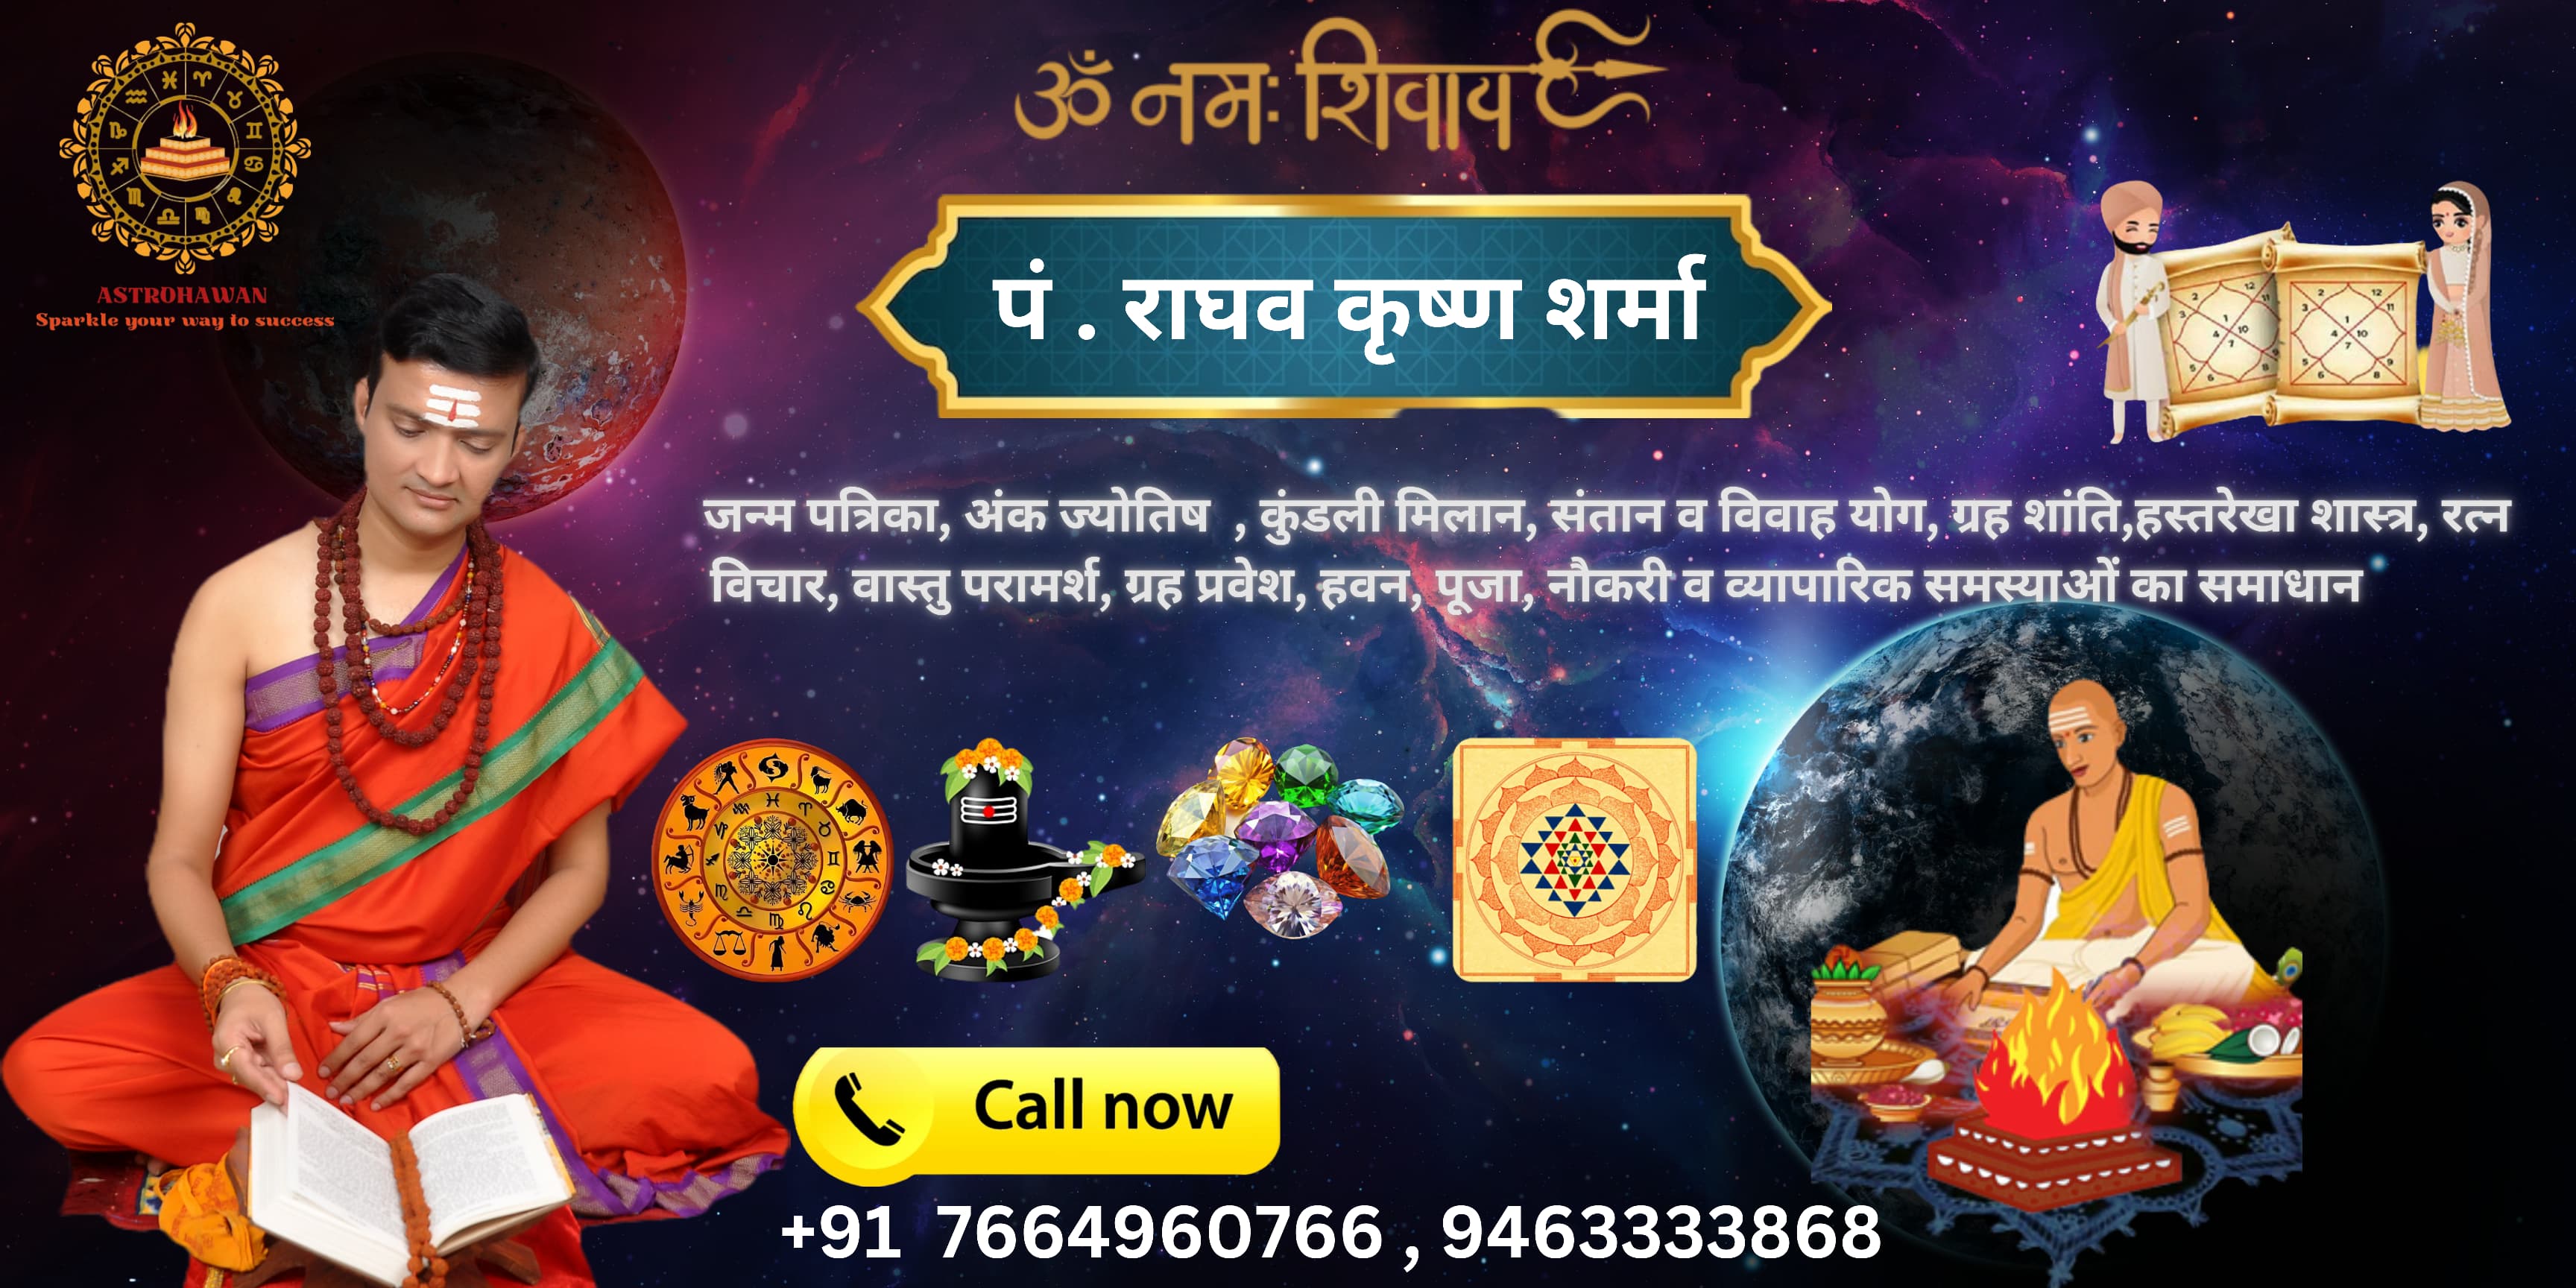 ॐ नमः शिवाय
ASTROHAWAN
Sparkle your way to success
पं . राघव कृष्ण शर्मा
जन्म पत्रिका, अंक ज्योतिष , कुंडली मिलान, संतान व विवाह योग, ग्रह शांति,हस्तरेखा शास्त्र, रत्न
विचार, वास्तु परामर्श, ग्रह प्रवेश, हवन, पूजा, नौकरी व व्यापारिक समस्याओं का समाधान
Call now
+91 7664960766 , 9463333868